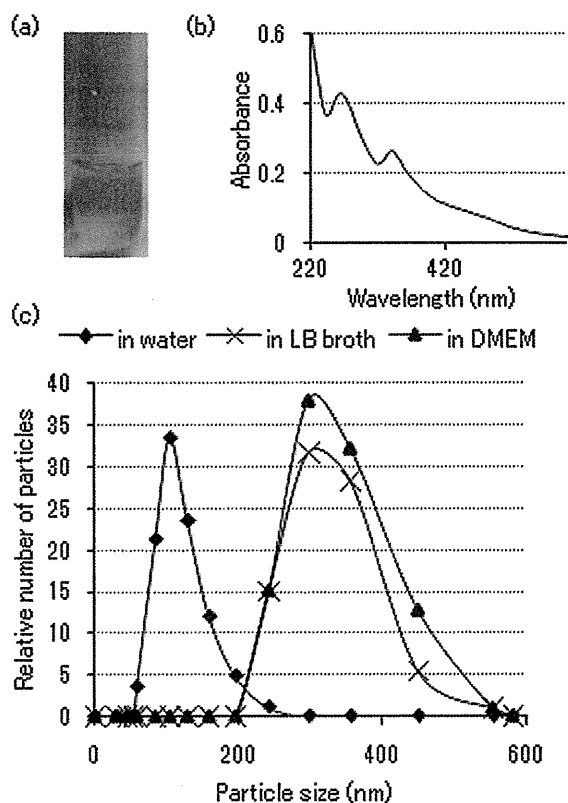 (a)
(b)
0.6
0.4
0.2
0
Absorbance
220
420
Wavelength (nm)
(c)
in water
in LB broth
in DMEM
40
35
30
25
20
15
10
5
0
Relative number of particles
0
200
400
600
Particle size (nm)